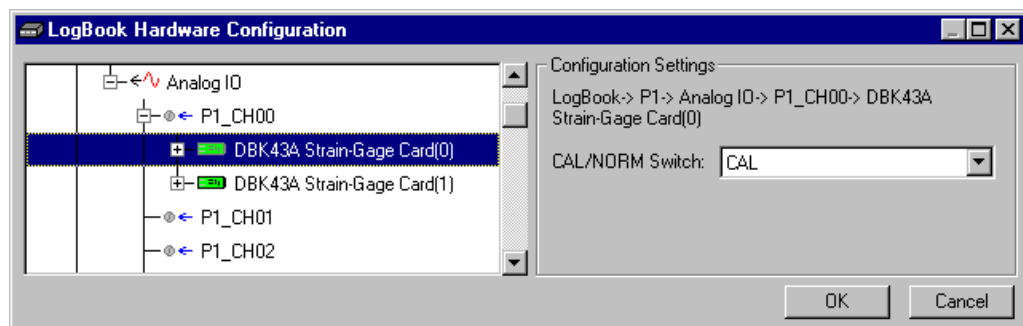 LogBook Hardware Configuration
Analog IO
P1_CH00
DBK43A Strain-Gage Card(0)
DBK43A Strain-Gage Card(1)
P1_CH01
P1_CH02
Configuration Settings
LogBook-> P1-> Analog IO-> P1_CH00-> DBK43A
Strain-Gage Card(0)
CAL/NORM Switch: CAL
OK Cancel